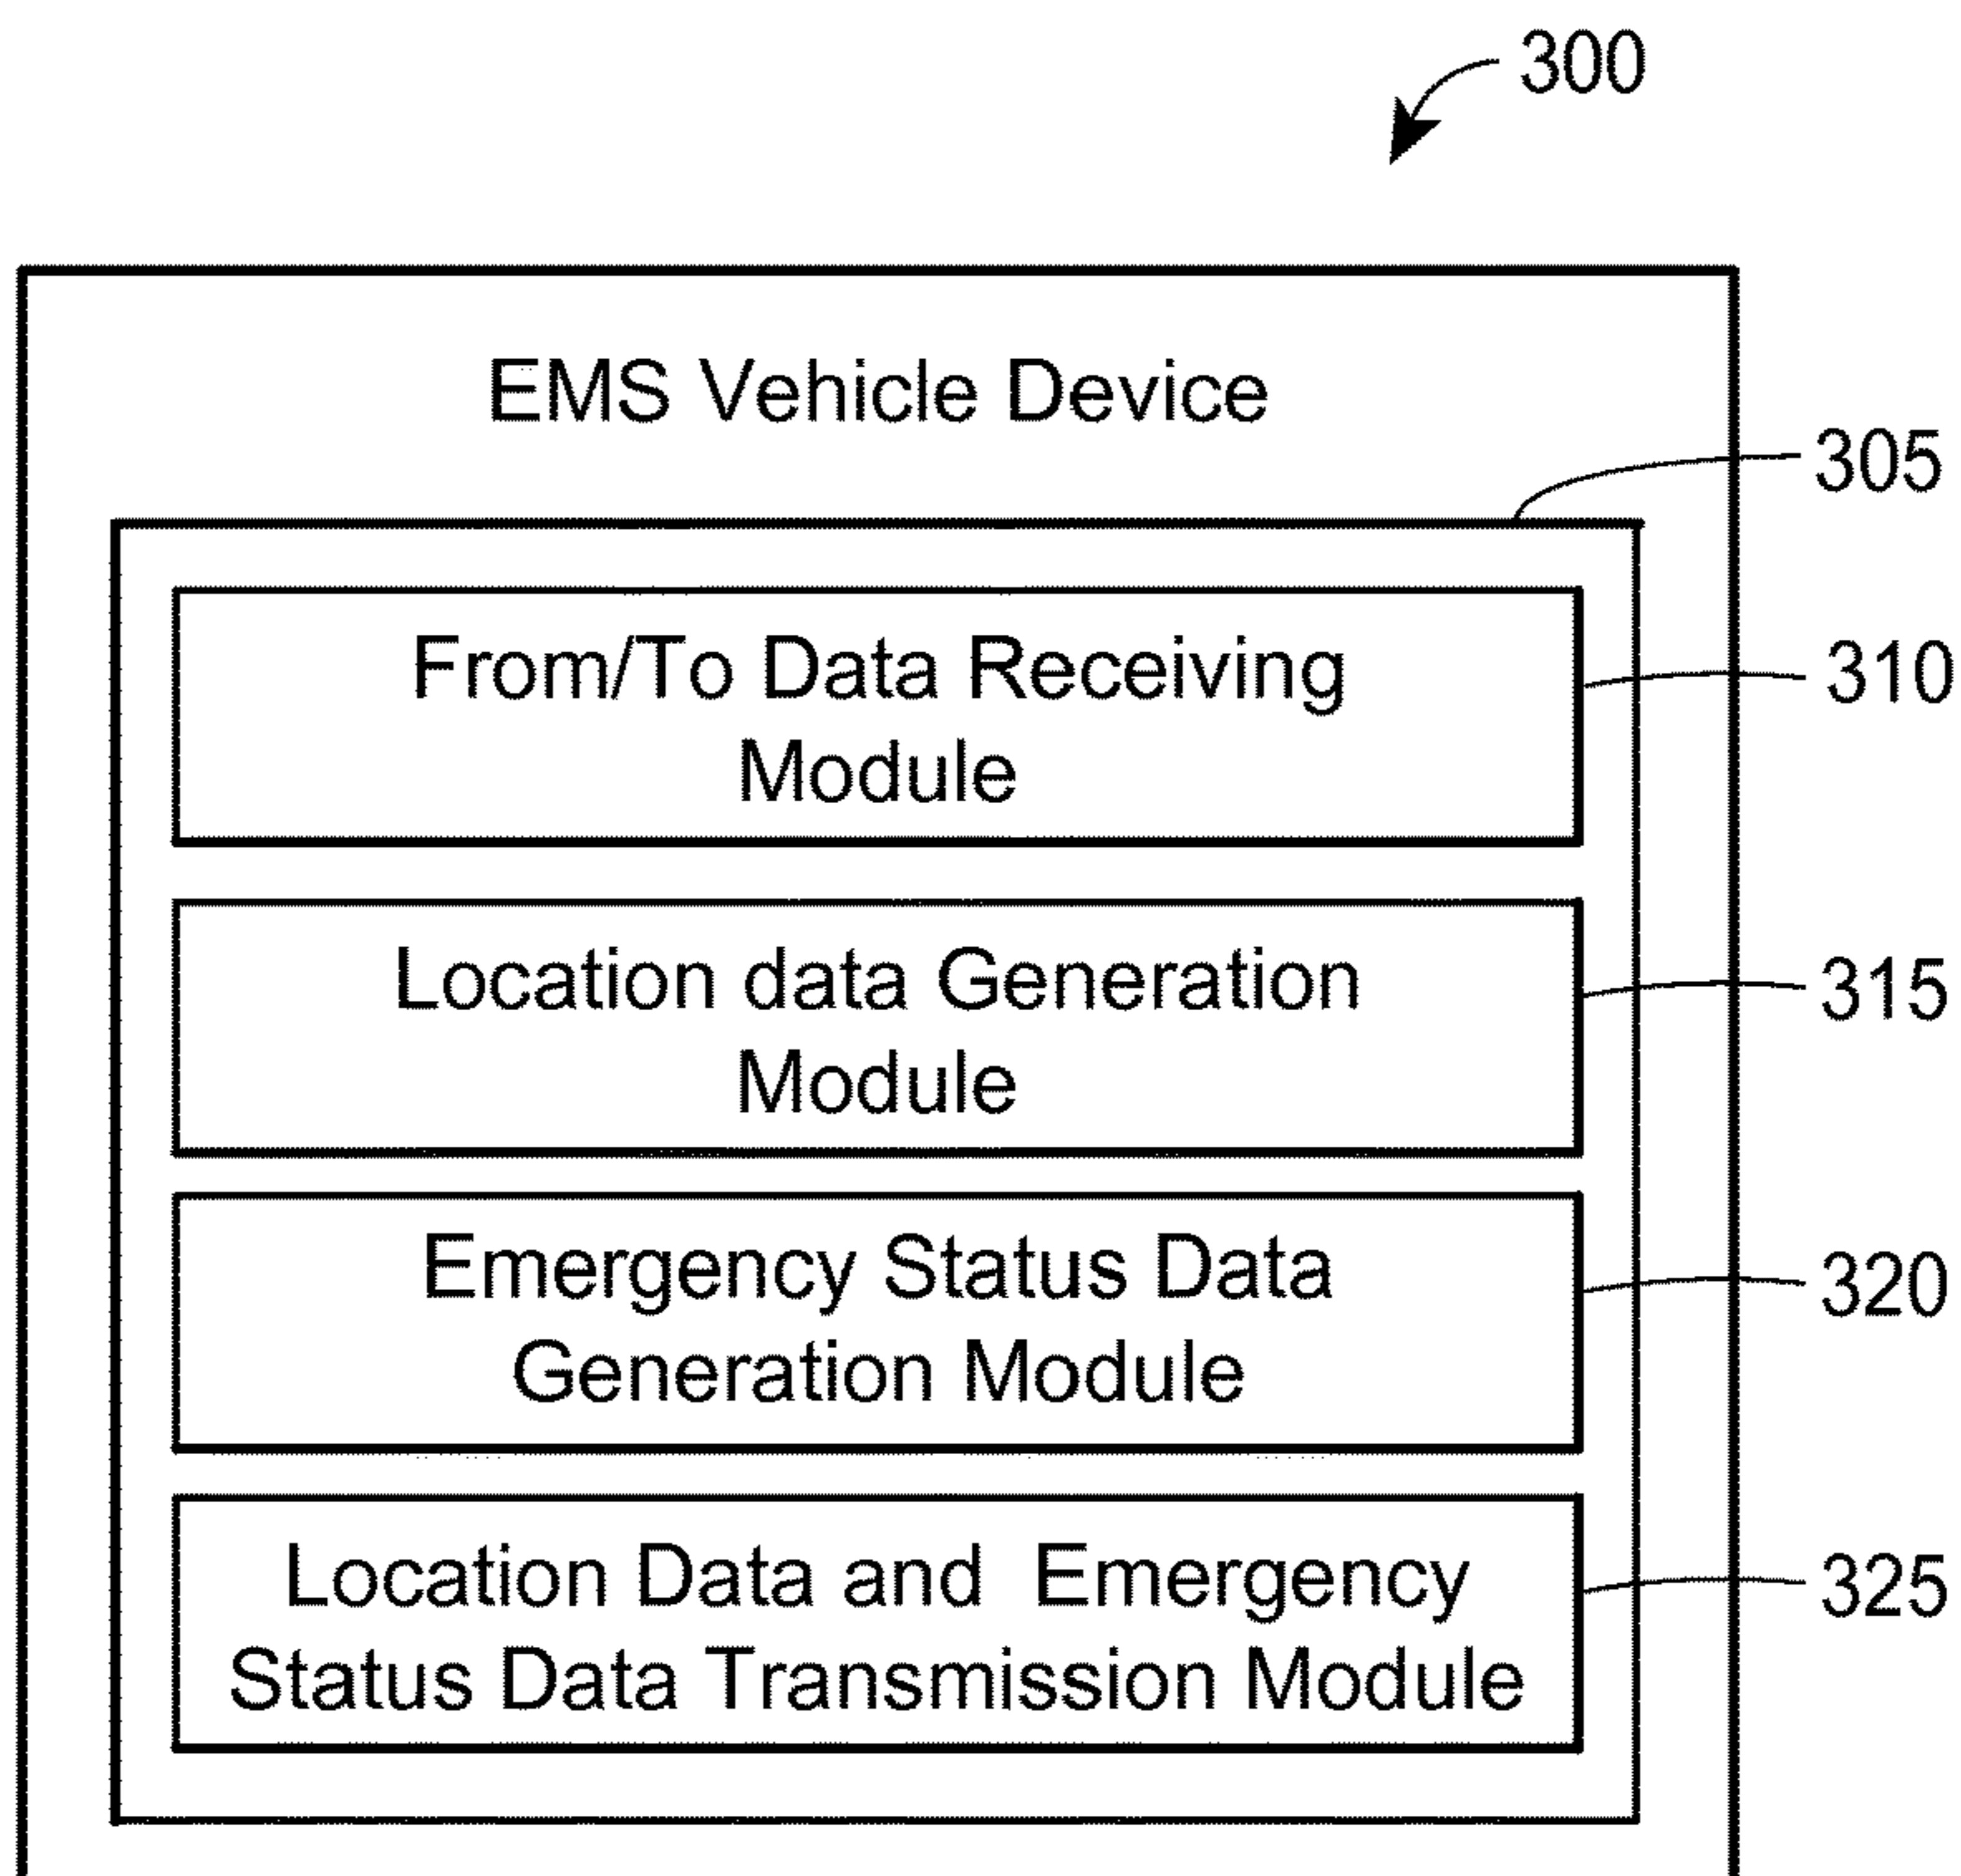 300
EMS Vehicle Device
305
From/To Data Receiving
Module
310
Location data Generation
Module
315
Emergency Status Data
Generation Module
320
Location Data and Emergency
Status Data Transmission Module
325